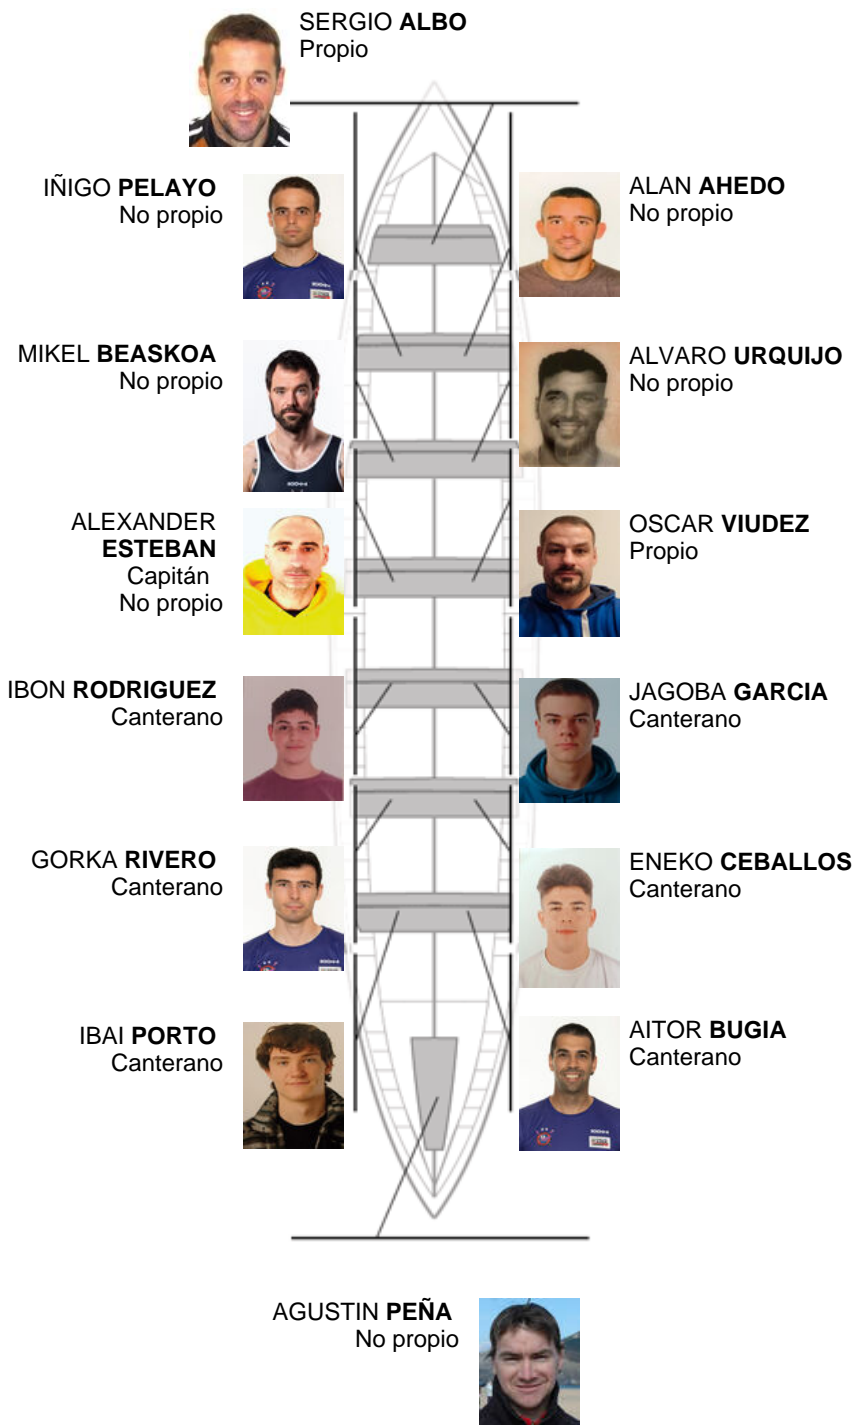 SERGIO ALBO
Propio
IÑIGO PELAYO
No propio
ALAN AHEDO
No propio
MIKEL BEASKOA
No propio
ALVARO URQUIJO
No propio
ALEXANDER
ESTEBAN
Capitán
No propio
OSCAR VIUDEZ
Propio
IBON RODRIGUEZ
Canterano
JAGOBA GARCIA
Canterano
GORKA RIVERO
Canterano
ENEKO CEBALLOS
Canterano
IBAI PORTO
Canterano
AITOR BUGIA
Canterano
AGUSTIN PEÑA
No propio